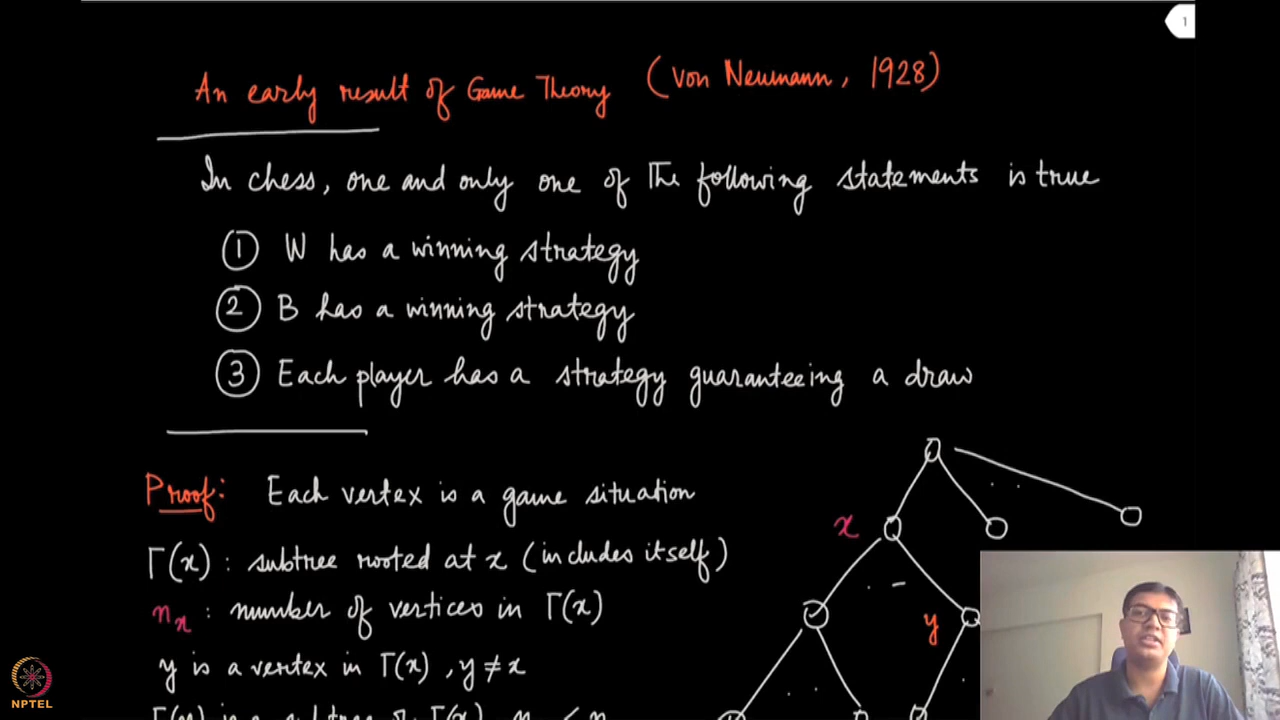 1
An early result of Game Theory (von Neumann, 1928)
In chess, one and only one of the following statements is true
① W has a winning strategy
② B has a winning strategy
③ Each player has a strategy guaranteeing a draw
Proof: Each vertex is a game situation
x
Γ(x) : subtree rooted at x (includes itself)
n_x : number of vertices in Γ(x)
y
y is a vertex in Γ(x), y ≠ x
NPTEL